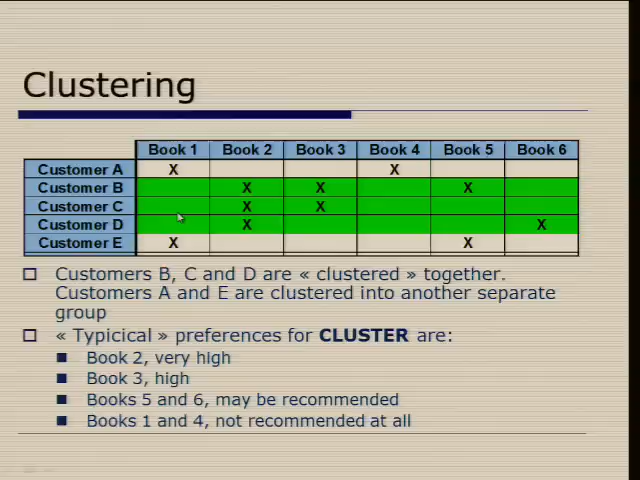 Clustering
Book 1 Book 2 Book 3 Book 4 Book 5 Book 6
Customer A X X
Customer B X X X
Customer C X X
Customer D X X
Customer E X X
Customers B, C and D are « clustered » together.
Customers A and E are clustered into another separate
group
« Typicical » preferences for CLUSTER are:
Book 2, very high
Book 3, high
Books 5 and 6, may be recommended
Books 1 and 4, not recommended at all